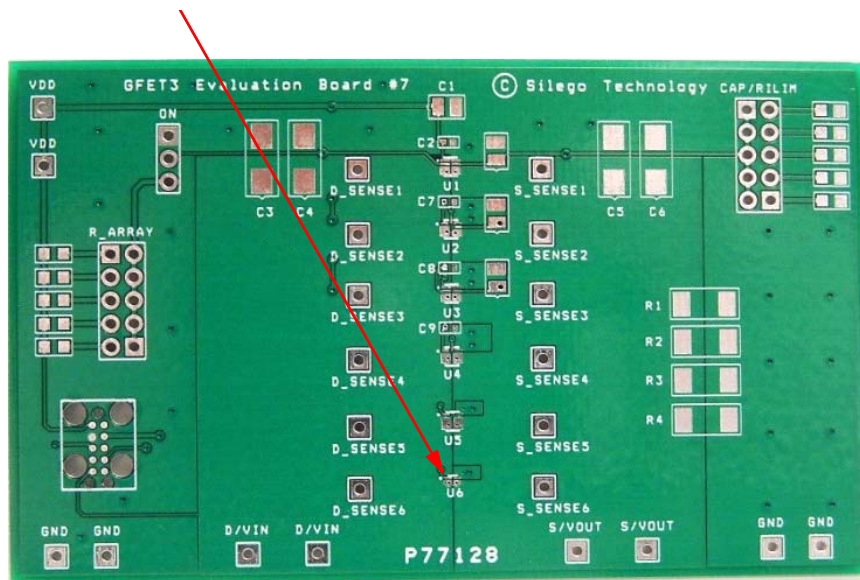 VDD
GFET3 Evaluation Board #7
C1
© Silego Technology
CAP/RILIM
ON
VDD
C2
D_SENSE1
U1
S_SENSE1
C3
C4
C7
C5
C6
R_ARRAY
U2
D_SENSE2
S_SENSE2
C8
R1
D_SENSE3
U3
S_SENSE3
C9
R2
U4
D_SENSE4
S_SENSE4
R3
R4
U5
D_SENSE5
S_SENSE5
U6
D_SENSE6
S_SENSE6
GND
GND
D/VIN
D/VIN
P77128
S/VOUT
S/VOUT
GND
GND